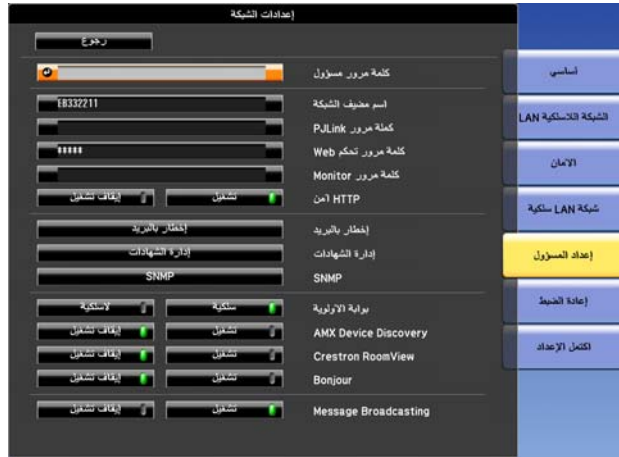 إعدادات الشبكة
رجوع
كلمة مرور مسؤول
اسم مضيف الشبكة EB332211
كملة مرور PJLink
كلمة مرور تحكم Web *****
كلمة مرور Monitor
HTTP آمن تشغيل إيقاف تشغيل
إخطار بالبريد إخطار بالبريد
إدارة الشهادات إدارة الشهادات
SNMP SNMP
بوابة الأولوية سلكية لاسلكية
AMX Device Discovery تشغيل إيقاف تشغيل
Crestron RoomView تشغيل إيقاف تشغيل
Bonjour تشغيل إيقاف تشغيل
Message Broadcasting تشغيل إيقاف تشغيل
أساسي
الشبكة اللاسلكية LAN
الأمان
شبكة LAN سلكية
إعداد المسؤول
إعادة الضبط
اكتمل الإعداد